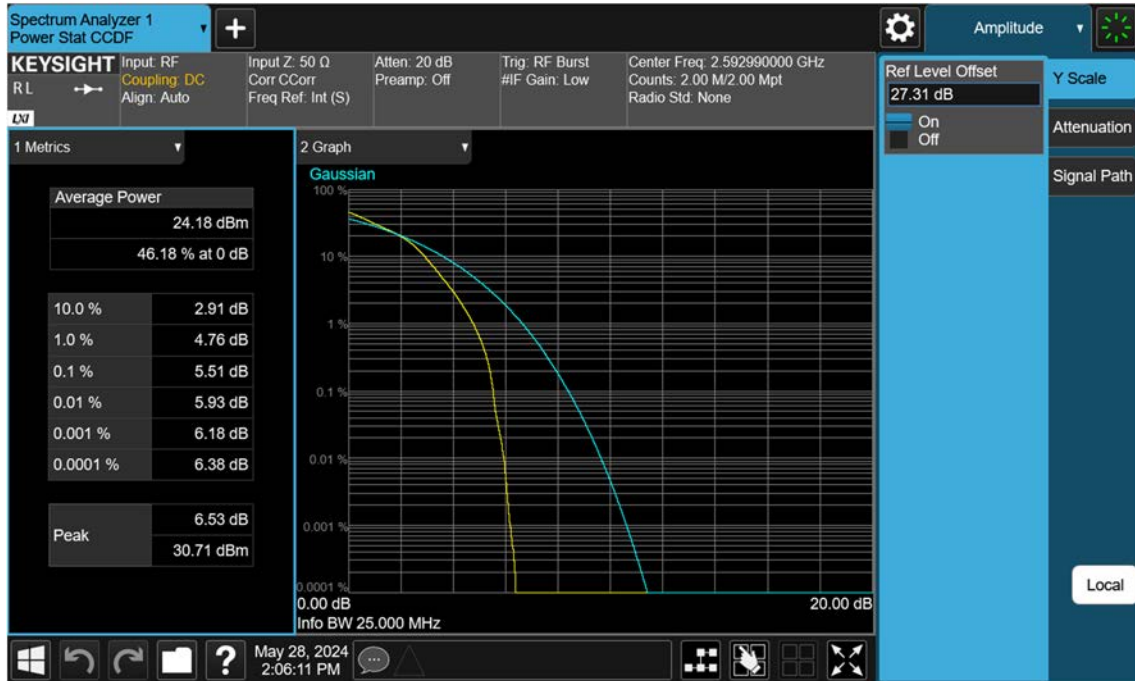 Spectrum Analyzer 1
Power Stat CCDF
+
Amplitude
KEYSIGHT
R L
LXI
Input: RF
Coupling: DC
Align: Auto
Input Z: 50 Ω
Corr CCorr
Freq Ref: Int (S)
Atten: 20 dB
Preamp: Off
Trig: RF Burst
#IF Gain: Low
Center Freq: 2.592990000 GHz
Counts: 2.00 M/2.00 Mpt
Radio Std: None
Ref Level Offset
27.31 dB
On
Off
Y Scale
Attenuation
Signal Path
1 Metrics
Average Power
24.18 dBm
46.18 % at 0 dB
10.0 % 2.91 dB
1.0 % 4.76 dB
0.1 % 5.51 dB
0.01 % 5.93 dB
0.001 % 6.18 dB
0.0001 % 6.38 dB
Peak
6.53 dB
30.71 dBm
2 Graph
Gaussian
100 %
10 %
1 %
0.1 %
0.01 %
0.001 %
0.0001 %
0.00 dB 20.00 dB
Info BW 25.000 MHz
Local
?
May 28, 2024
2:06:11 PM